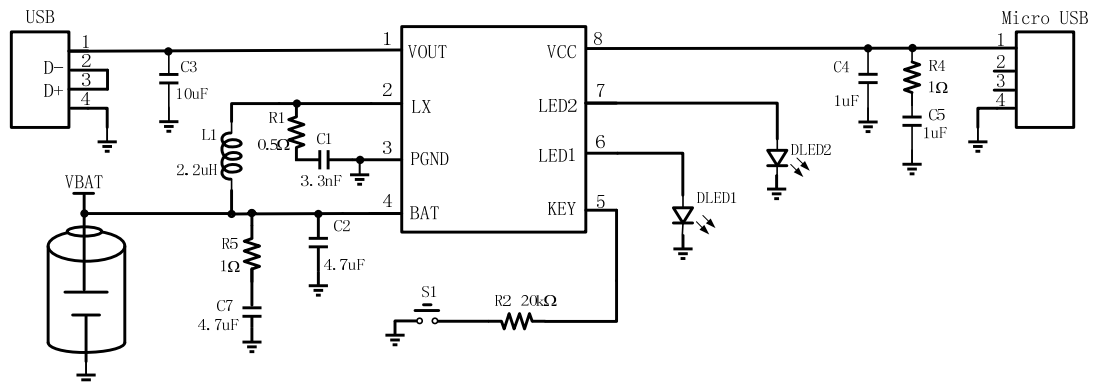 USB
1
2
D-
3
D+
4
C3
10uF
1
VOUT
2
LX
3
PGND
4
BAT
8
VCC
7
LED2
6
LED1
5
KEY
R1
0.5Ω
C1
3.3nF
L1
2.2uH
VBAT
R5
1Ω
C7
4.7uF
C2
4.7uF
S1
R2 20kΩ
DLED1
DLED2
C4
1uF
R4
1Ω
C5
1uF
Micro USB
1
2
3
4